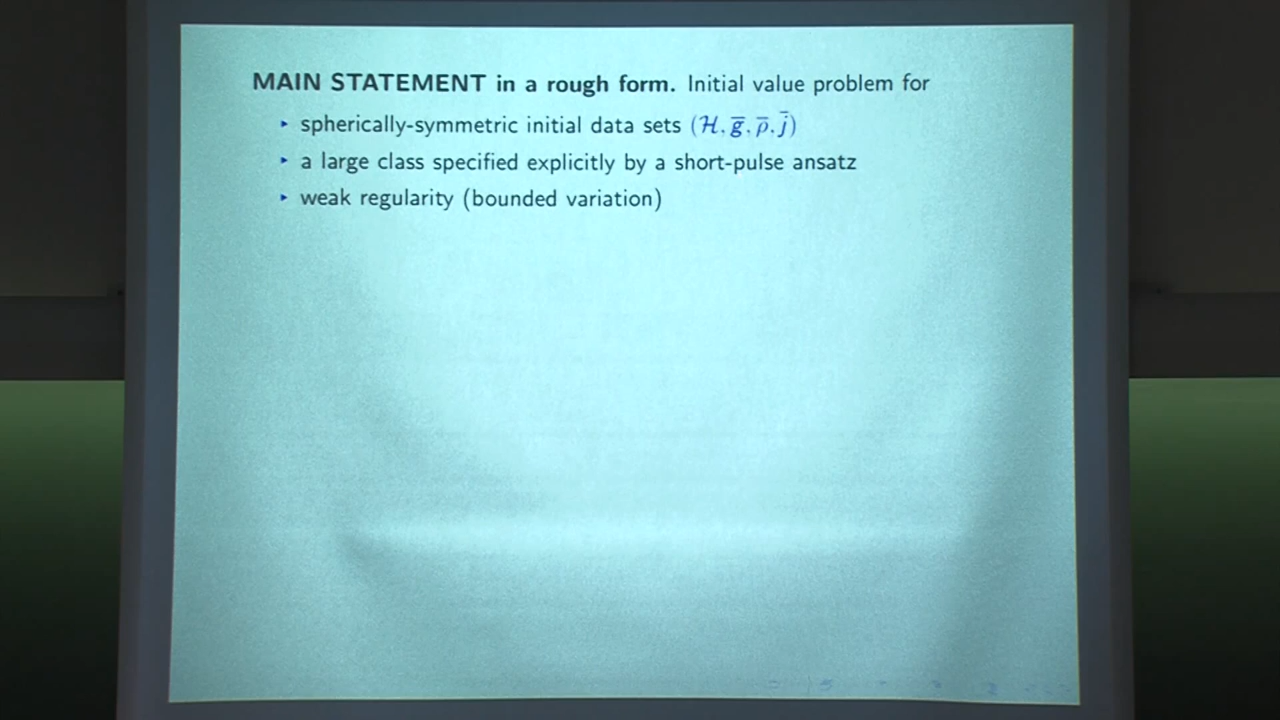 MAIN STATEMENT in a rough form. Initial value problem for
▸ spherically-symmetric initial data sets (ℋ, g̅, ρ̅, j̅)
▸ a large class specified explicitly by a short-pulse ansatz
▸ weak regularity (bounded variation)